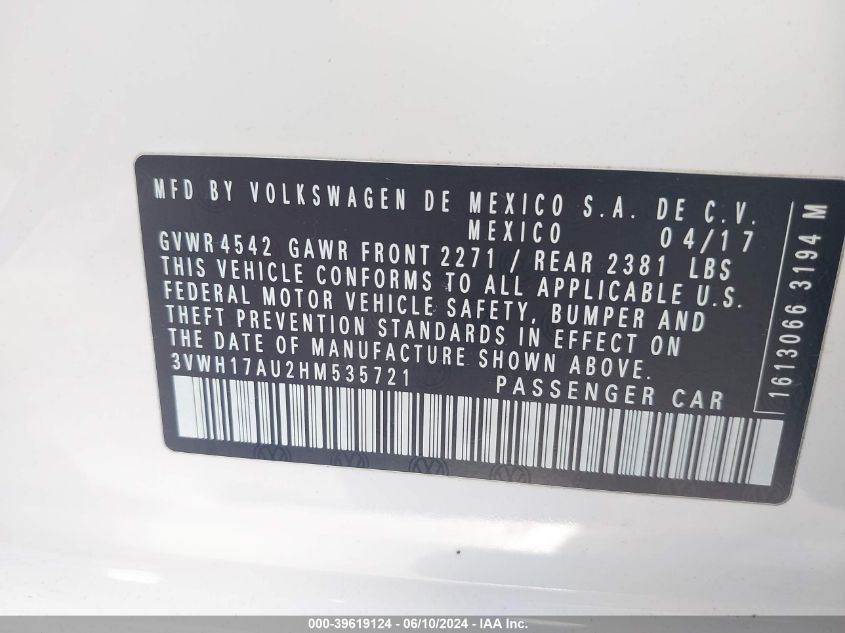 MFD BY VOLKSWAGEN DE MEXICO S.A. DE C.V.
MEXICO 04/17
GVWR 4542 GAWR FRONT 2271 / REAR 2381 LBS
THIS VEHICLE CONFORMS TO ALL APPLICABLE U.S.
FEDERAL MOTOR VEHICLE SAFETY, BUMPER AND
THEFT PREVENTION STANDARDS IN EFFECT ON
THE DATE OF MANUFACTURE SHOWN ABOVE.
3VWH17AU2HM535721 PASSENGER CAR
1613066 3194 M
000-39619124 - 06/10/2024 - IAA Inc.